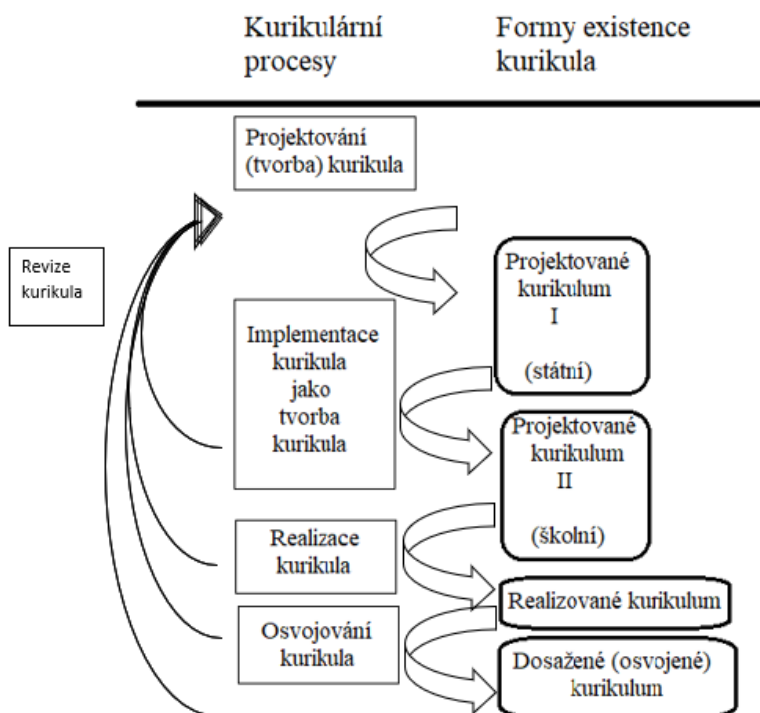 Kurikulární
procesy
Formy existence
kurikula
Projektování
(tvorba) kurikula
Revize
kurikula
Projektované
kurikulum
I
(státní)
Implementace
kurikula
jako
tvorba
kurikula
Projektované
kurikulum
II
(školní)
Realizace
kurikula
Realizované kurikulum
Osvojování
kurikula
Dosažené (osvojené)
kurikulum